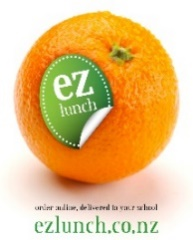 ez
lunch
order online, delivered to your school
ezlunch.co.nz